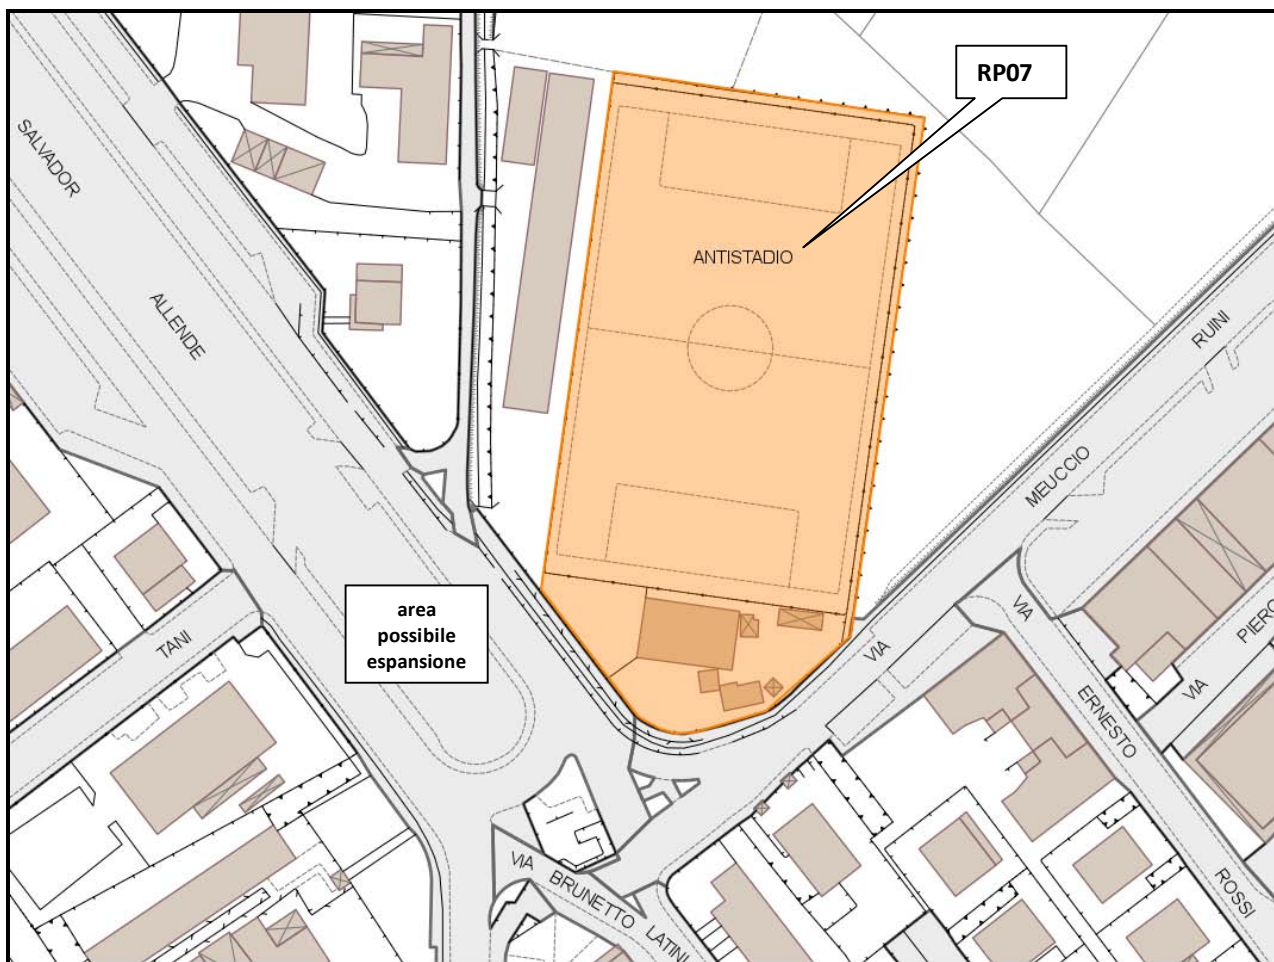 RP07
SALVADOR
ALLENDE
ANTISTADIO
RUINI
MEUCCIO
VIA
area
possibile
espansione
TANI
VIA
ERNESTO
ROSSI
VIA
PIERO
VIA
BRUNETTO
LATINI